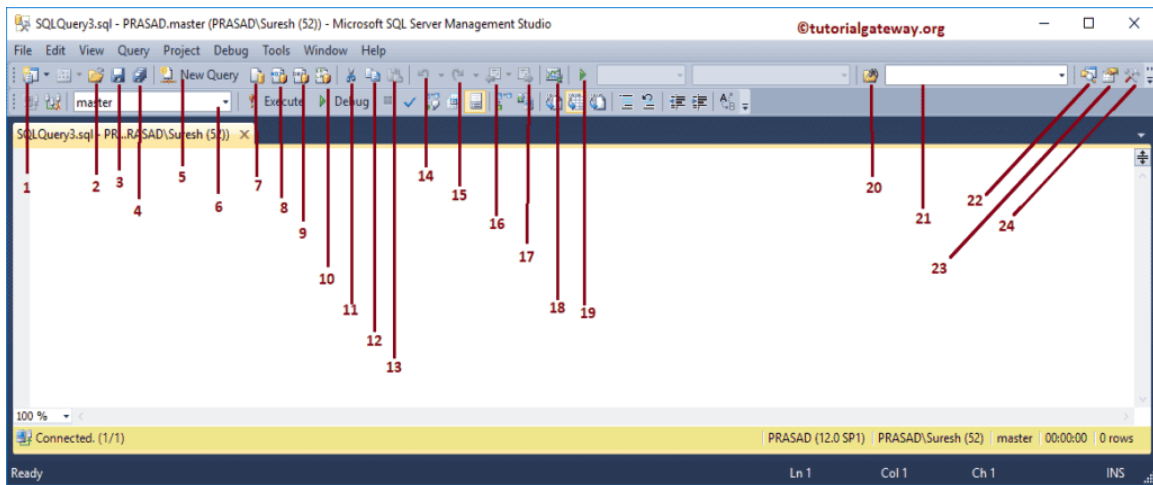 SQLQuery3.sql - PRASAD.master (PRASAD\Suresh (52)) - Microsoft SQL Server Management Studio
©tutorialgateway.org
File Edit View Query Project Debug Tools Window Help
New Query
master
Execute Debug
SQLQuery3.sql - PR...RASAD\Suresh (52))
1
2
3
4
5
6
7
8
9
10
11
12
13
14
15
16
17
18
19
20
21
22
23
24
100 %
Connected. (1/1)
PRASAD (12.0 SP1) PRASAD\Suresh (52) master 00:00:00 0 rows
Ready
Ln 1 Col 1 Ch 1 INS